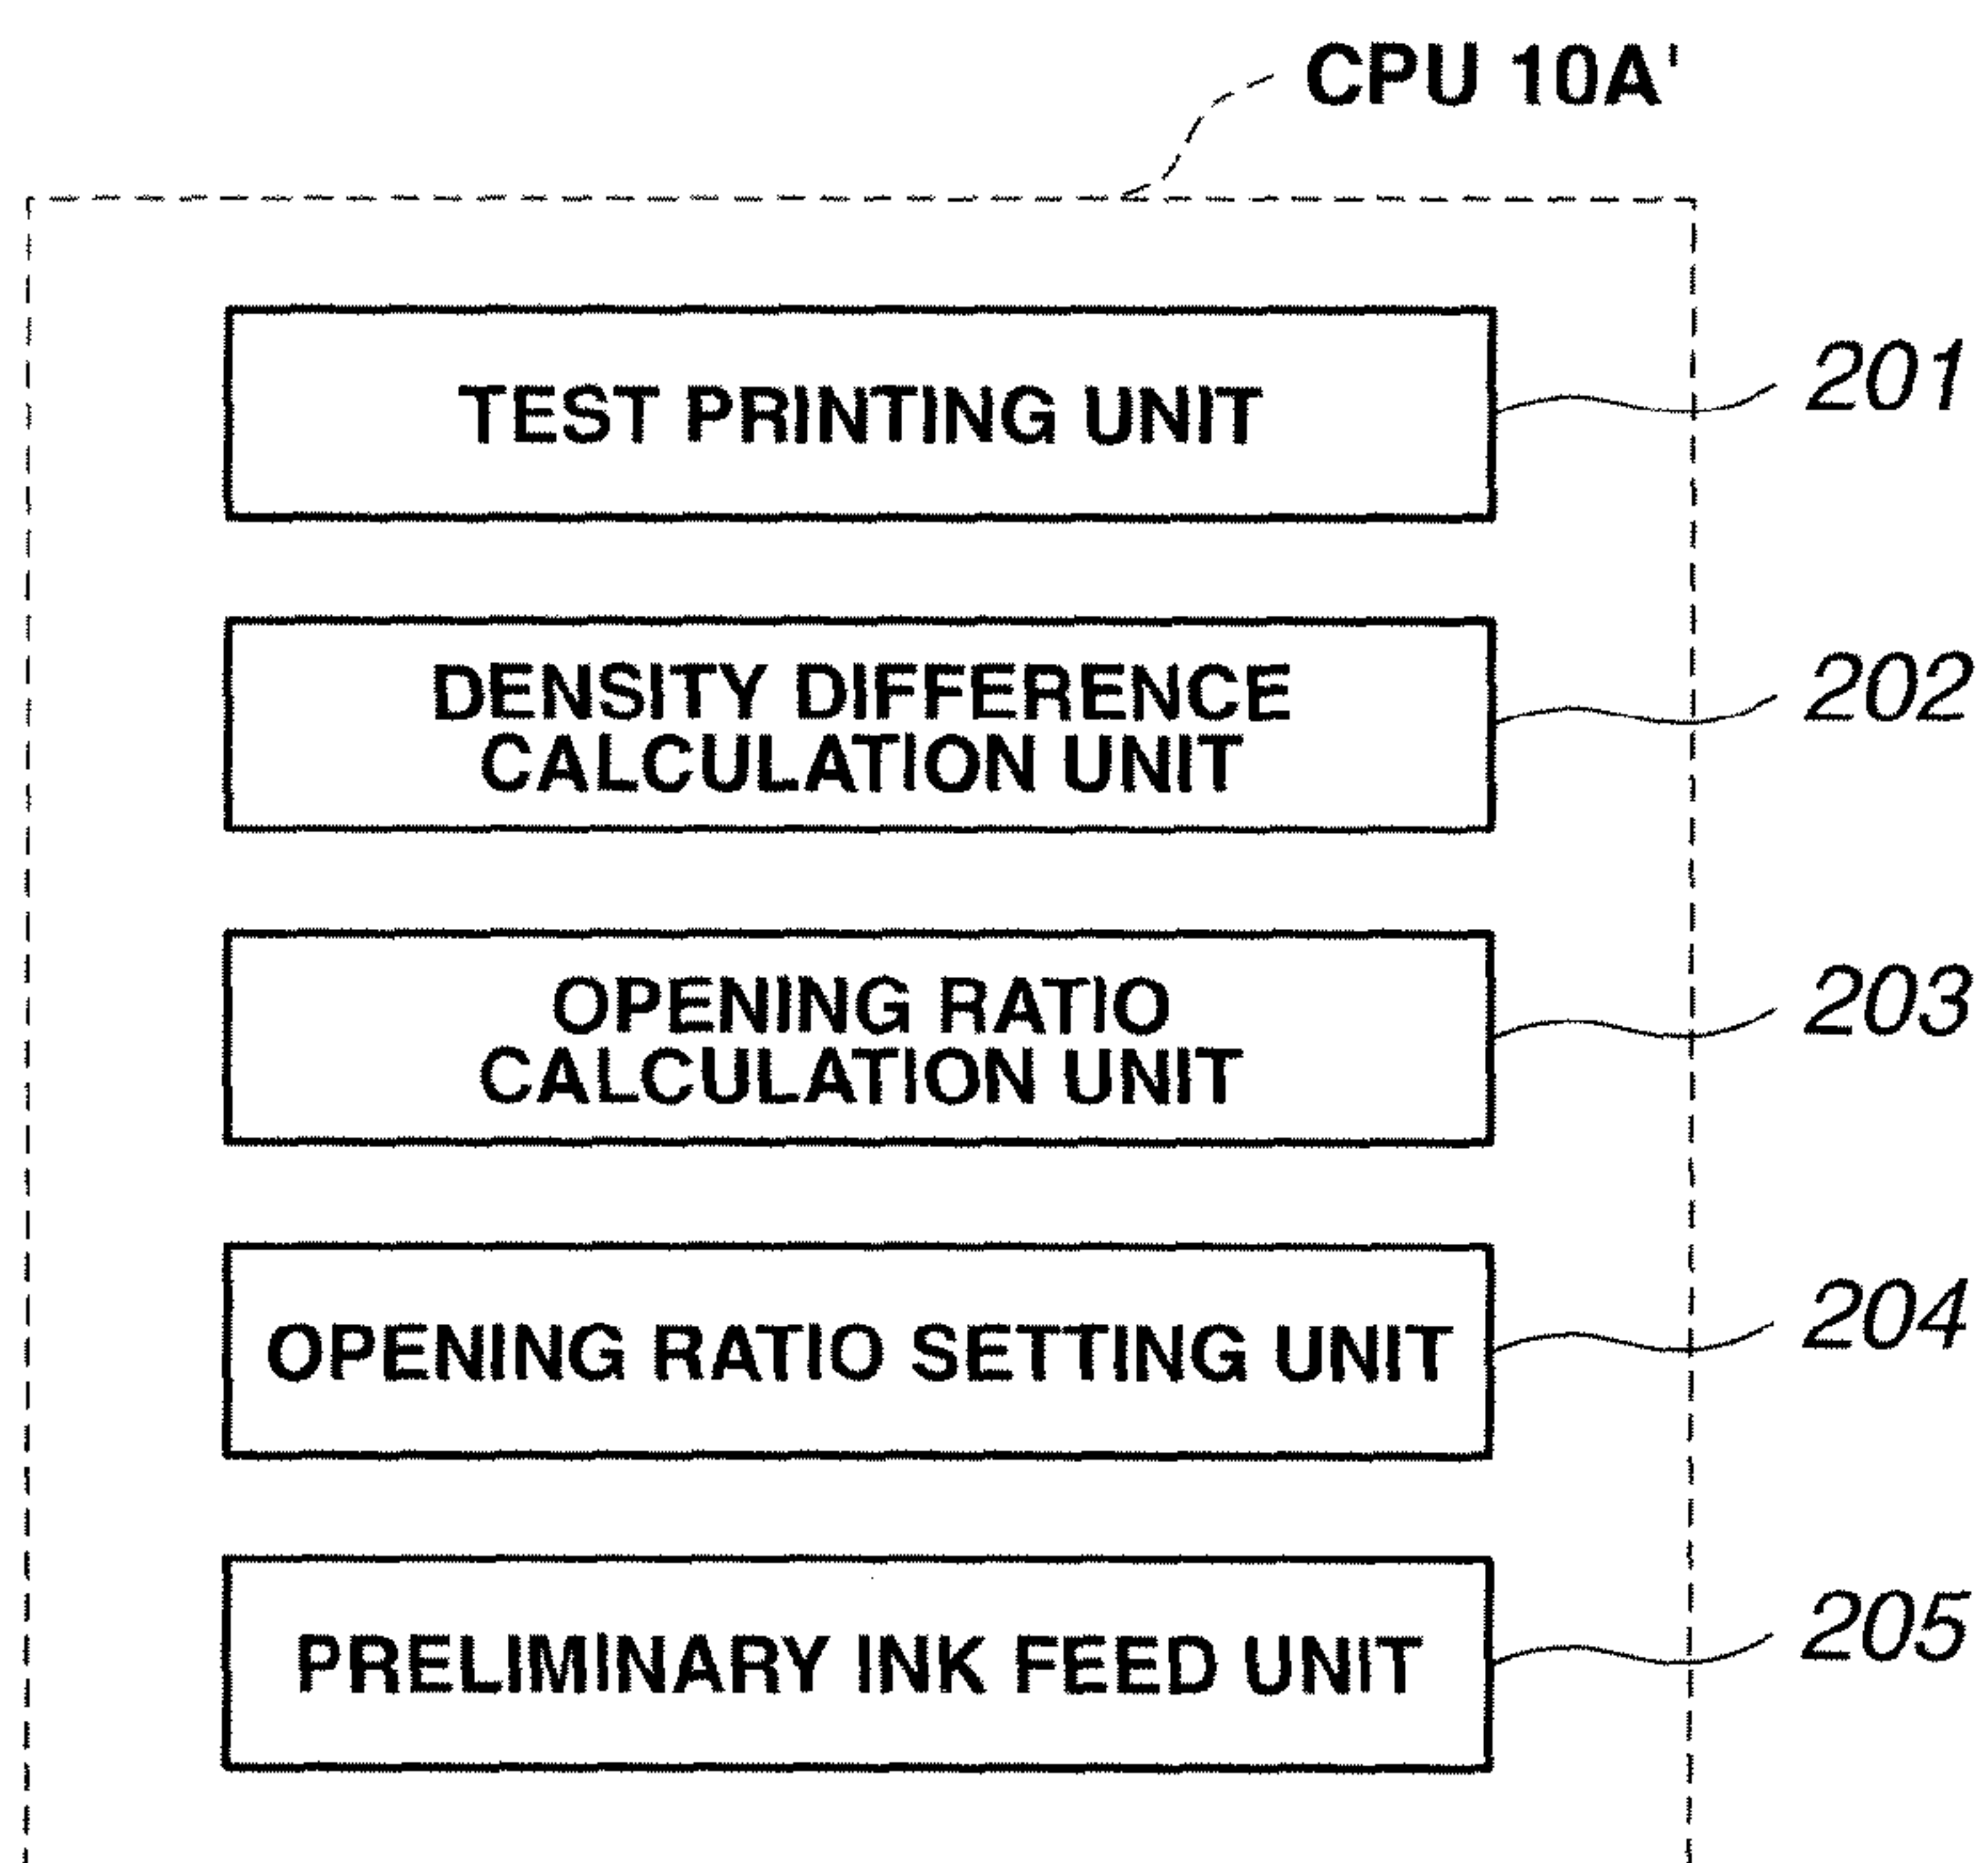 CPU 10A'
TEST PRINTING UNIT
201
DENSITY DIFFERENCE
CALCULATION UNIT
202
OPENING RATIO
CALCULATION UNIT
203
OPENING RATIO SETTING UNIT
204
PRELIMINARY INK FEED UNIT
205